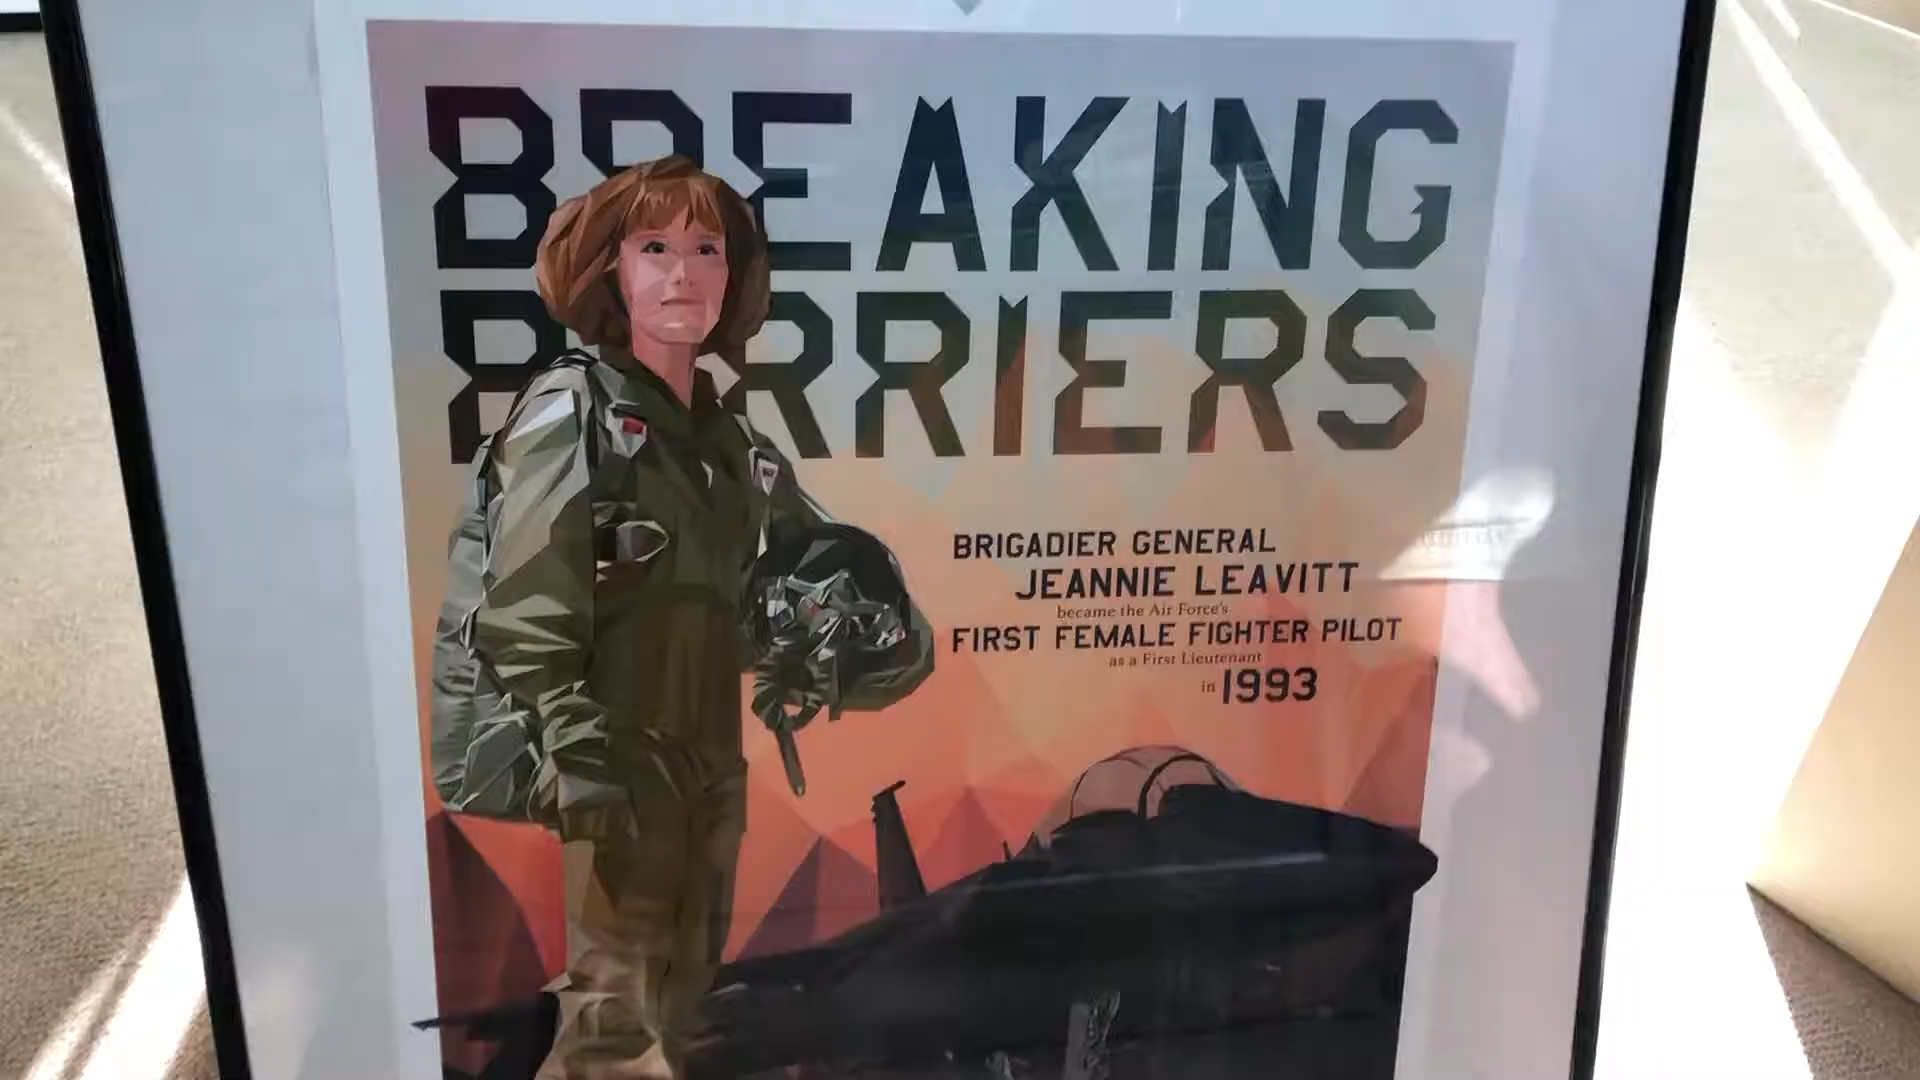 BREAKING
BARRIERS
BRIGADIER GENERAL
JEANNIE LEAVITT
became the Air Force's
FIRST FEMALE FIGHTER PILOT
as a First Lieutenant
in 1993